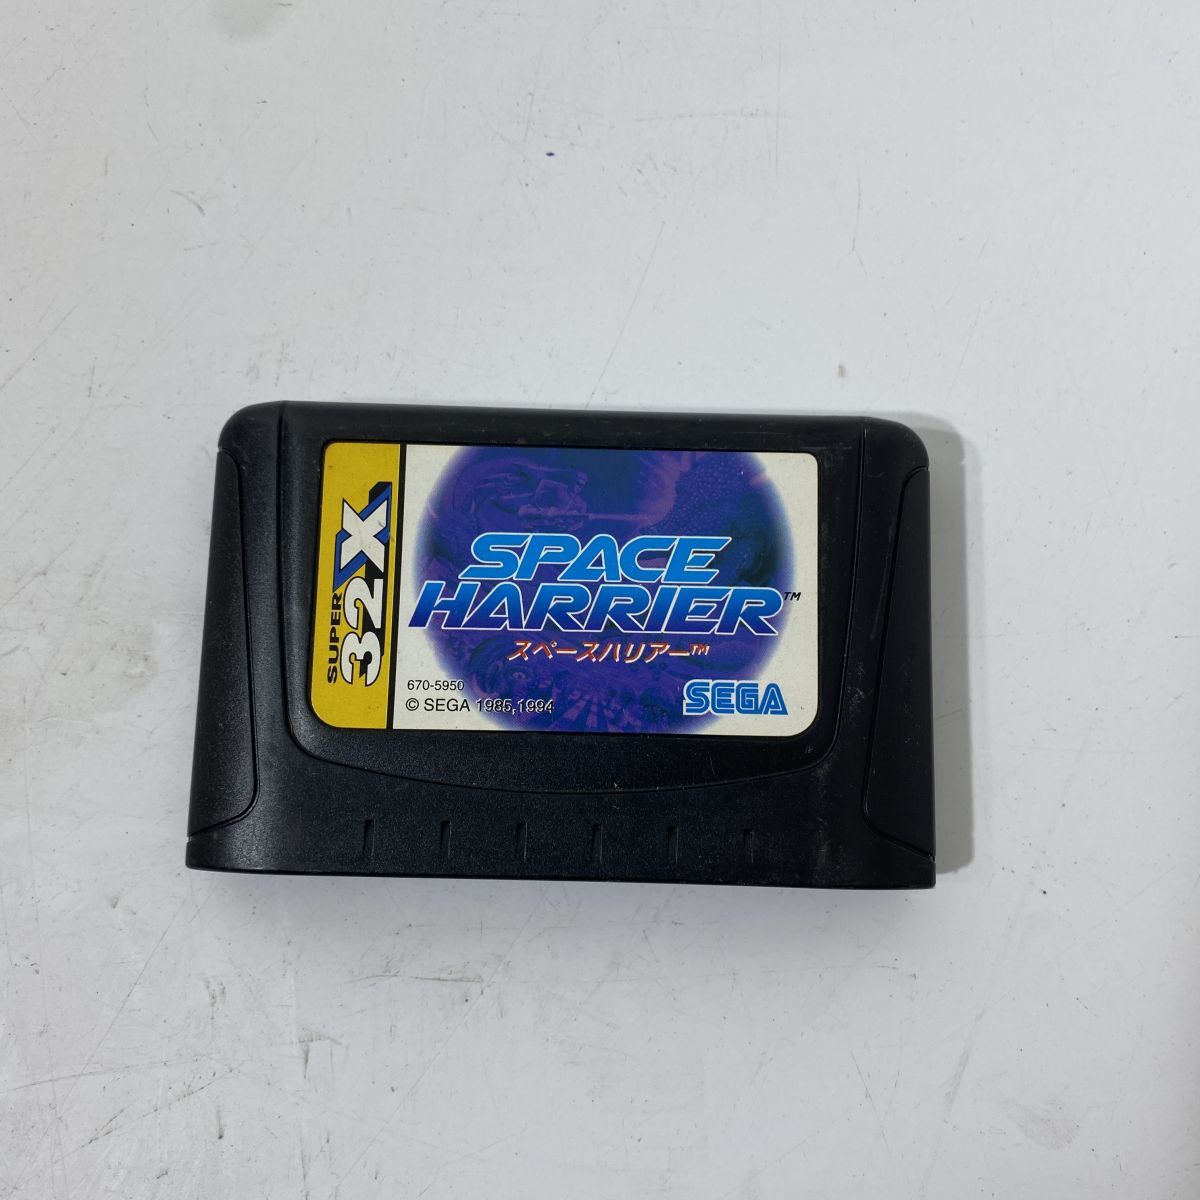 SUPER 32X
SPACE
HARRIER™
スペースハリアー™
670-5950
© SEGA 1985,1994
SEGA